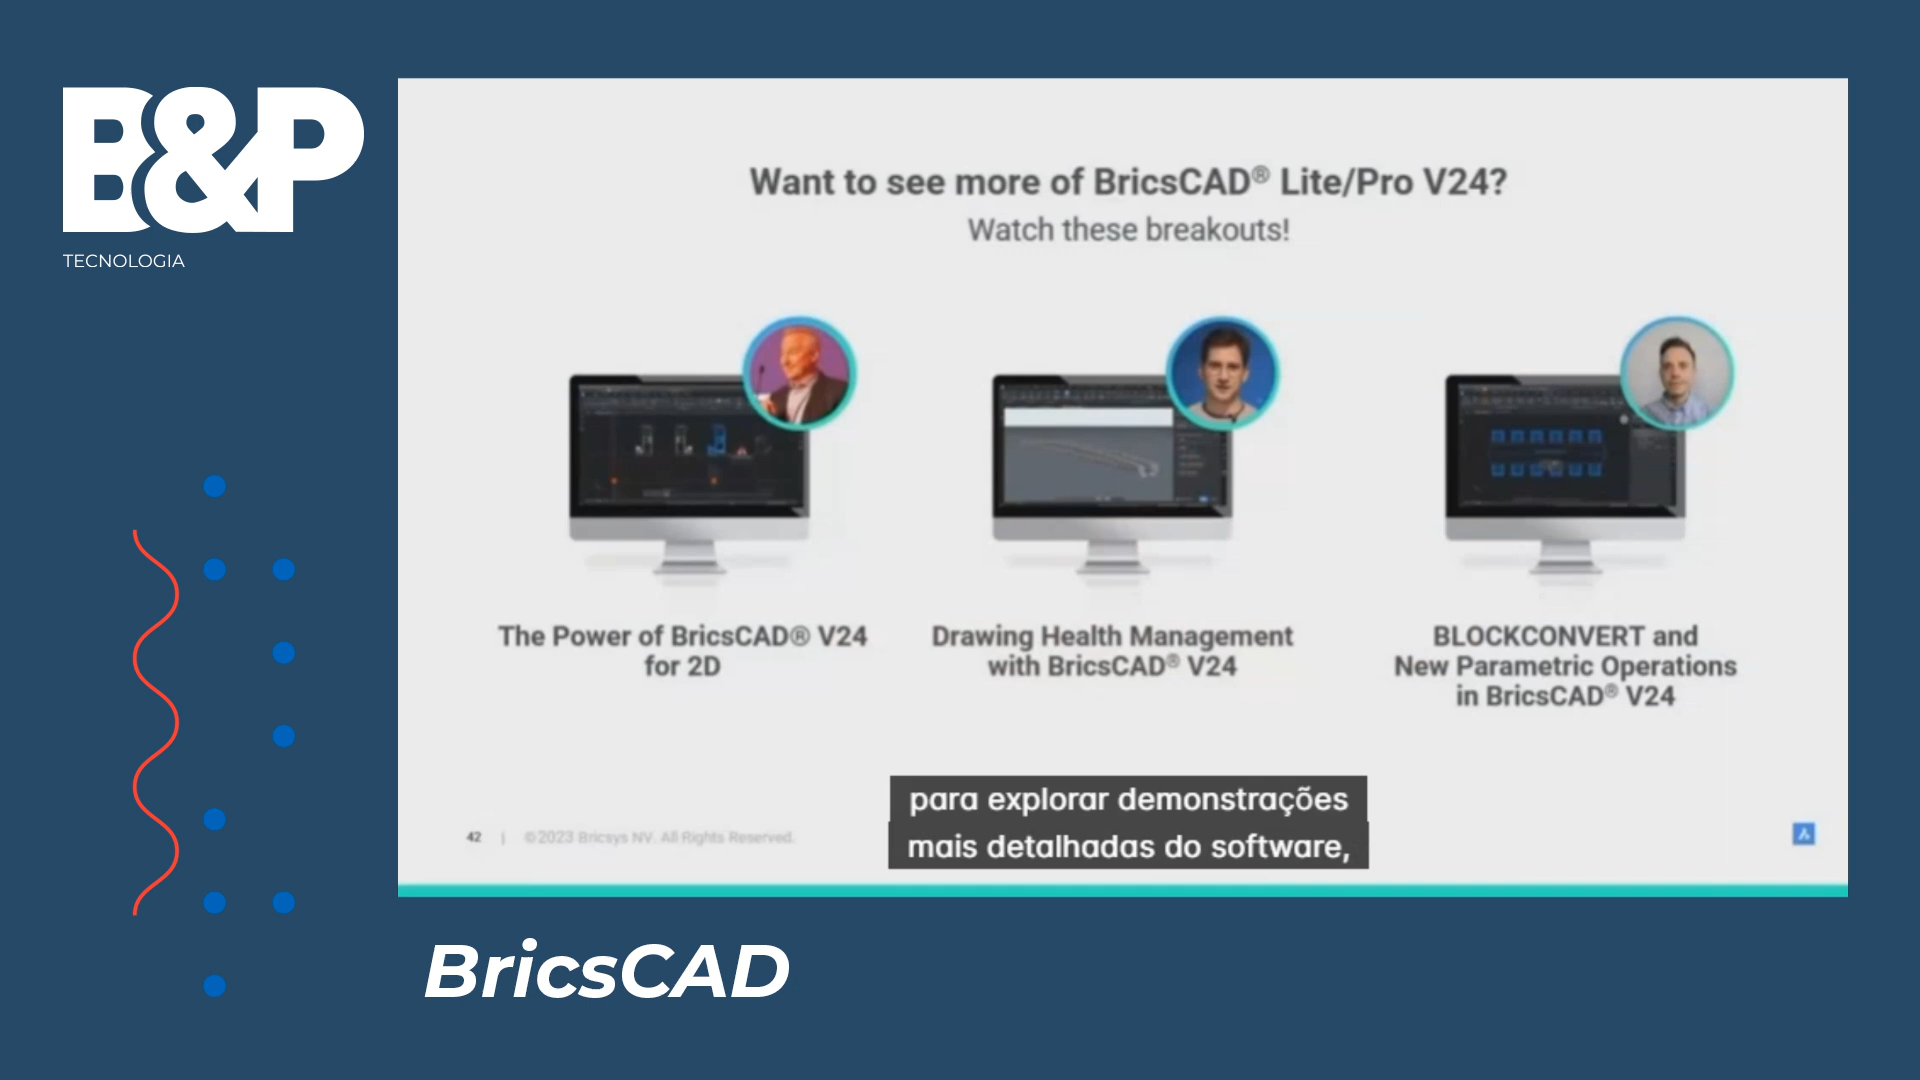 B&P
TECNOLOGIA
Want to see more of BricsCAD® Lite/Pro V24?
Watch these breakouts!
The Power of BricsCAD® V24
for 2D
Drawing Health Management
with BricsCAD® V24
BLOCKCONVERT and
New Parametric Operations
in BricsCAD® V24
para explorar demonstrações
mais detalhadas do software,
42 | ©2023 Bricsys NV. All Rights Reserved.
BricsCAD